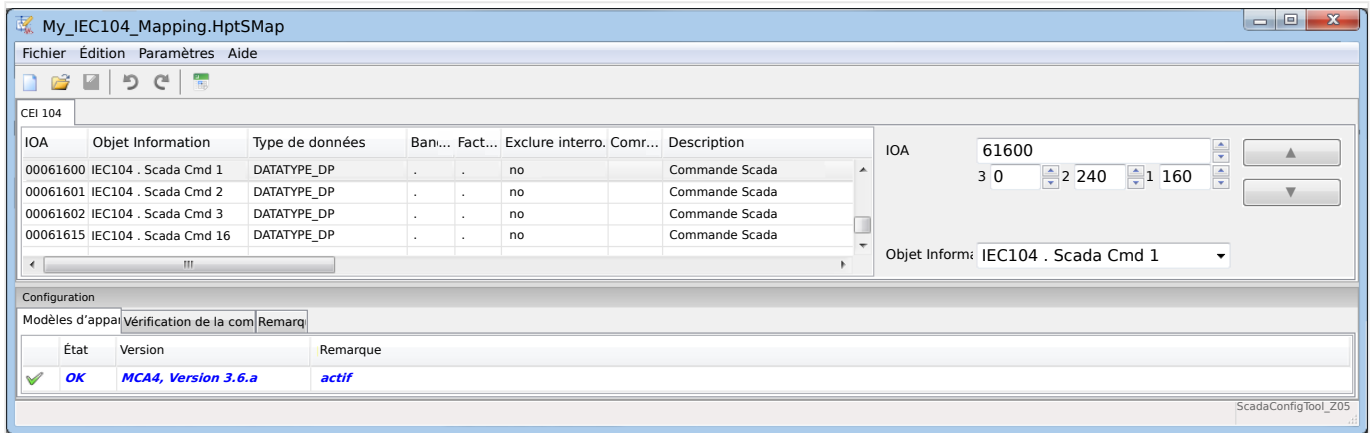 My_IEC104_Mapping.HptSMap
Fichier Édition Paramètres Aide
CEI 104
IOA Objet Information Type de données Ban... Fact... Exclure interro. Comr... Description
00061600 IEC104 . Scada Cmd 1 DATATYPE_DP . . no Commande Scada
00061601 IEC104 . Scada Cmd 2 DATATYPE_DP . . no Commande Scada
00061602 IEC104 . Scada Cmd 3 DATATYPE_DP . . no Commande Scada
00061615 IEC104 . Scada Cmd 16 DATATYPE_DP . . no Commande Scada
IOA 61600
3 0 2 240 1 160
Objet Informa IEC104 . Scada Cmd 1
Configuration
Modèles d’appar Vérification de la com Remarq
État Version Remarque
OK MCA4, Version 3.6.a actif
ScadaConfigTool_Z05